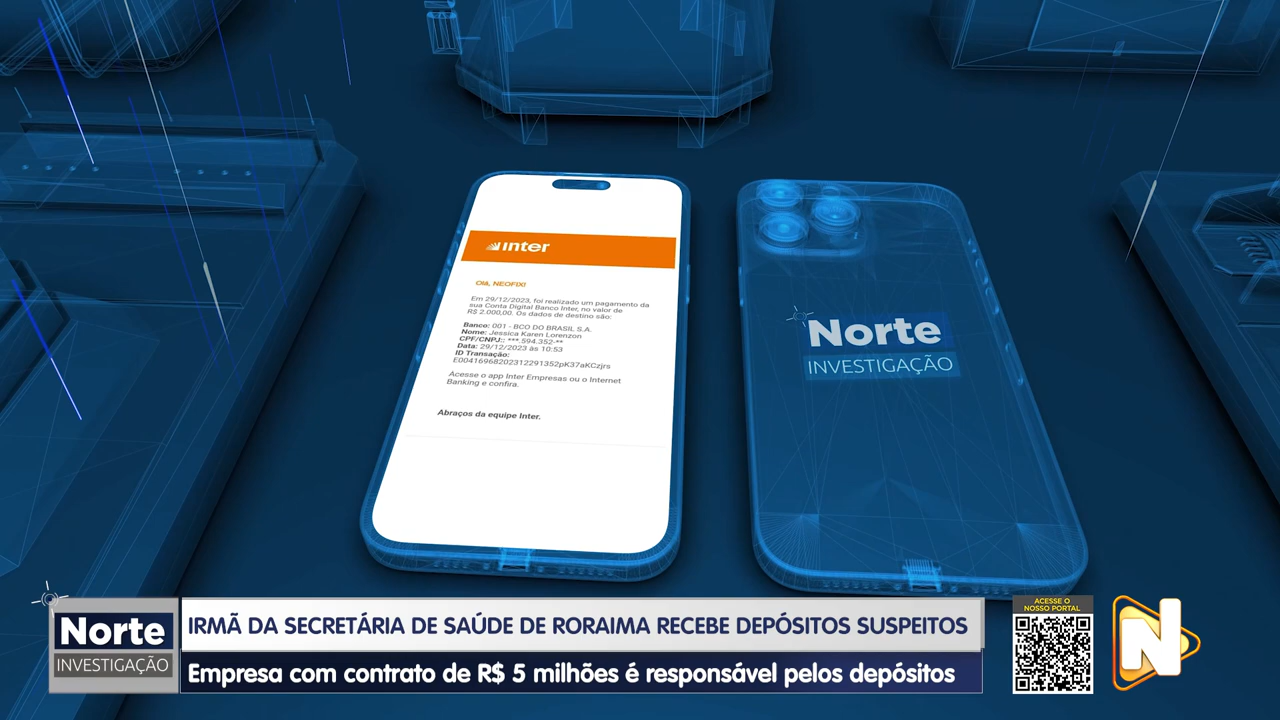 inter
Olá, NEOFIX!
Em 29/12/2023, foi realizado um pagamento da
sua Conta Digital Banco Inter, no valor de
R$ 2.000,00. Os dados de destino são:
Banco: 001 - BCO DO BRASIL S.A.
Nome: Jessica Karen Lorenzon
CPF/CNPJ:: ***.594.352-**
Data: 29/12/2023 às 10:53
ID Transação:
E00416968202312291352pK37aKCzjrs
Acesse o app Inter Empresas ou o Internet
Banking e confira.
Abraços da equipe Inter.
Norte
INVESTIGAÇÃO
Norte
INVESTIGAÇÃO
IRMÃ DA SECRETÁRIA DE SAÚDE DE RORAIMA RECEBE DEPÓSITOS SUSPEITOS
Empresa com contrato de R$ 5 milhões é responsável pelos depósitos
ACESSE O
NOSSO PORTAL
N